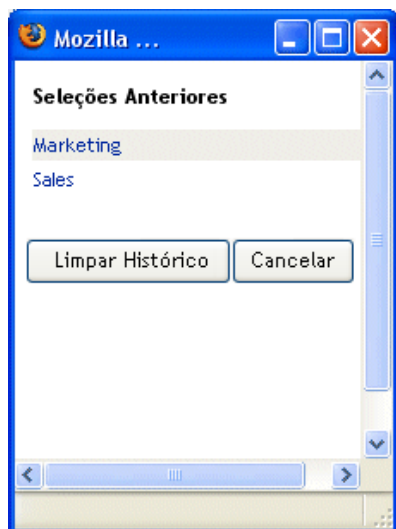 Mozilla ...
Seleções Anteriores
Marketing
Sales
Limpar Histórico Cancelar